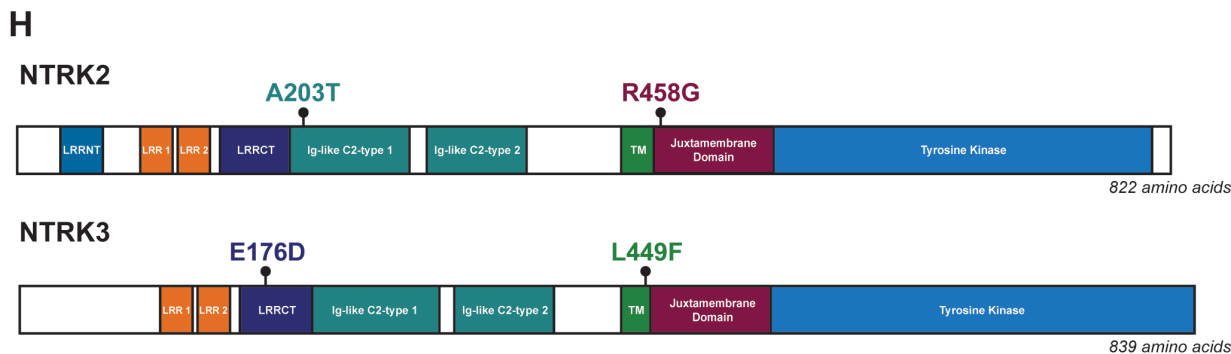 H
NTRK2
A203T R458G
LRRNT LRR 1 LRR 2 LRRCT Ig-like C2-type 1 Ig-like C2-type 2 TM Juxtamembrane Domain Tyrosine Kinase
822 amino acids
NTRK3
E176D L449F
LRR 1 LRR 2 LRRCT Ig-like C2-type 1 Ig-like C2-type 2 TM Juxtamembrane Domain Tyrosine Kinase
839 amino acids